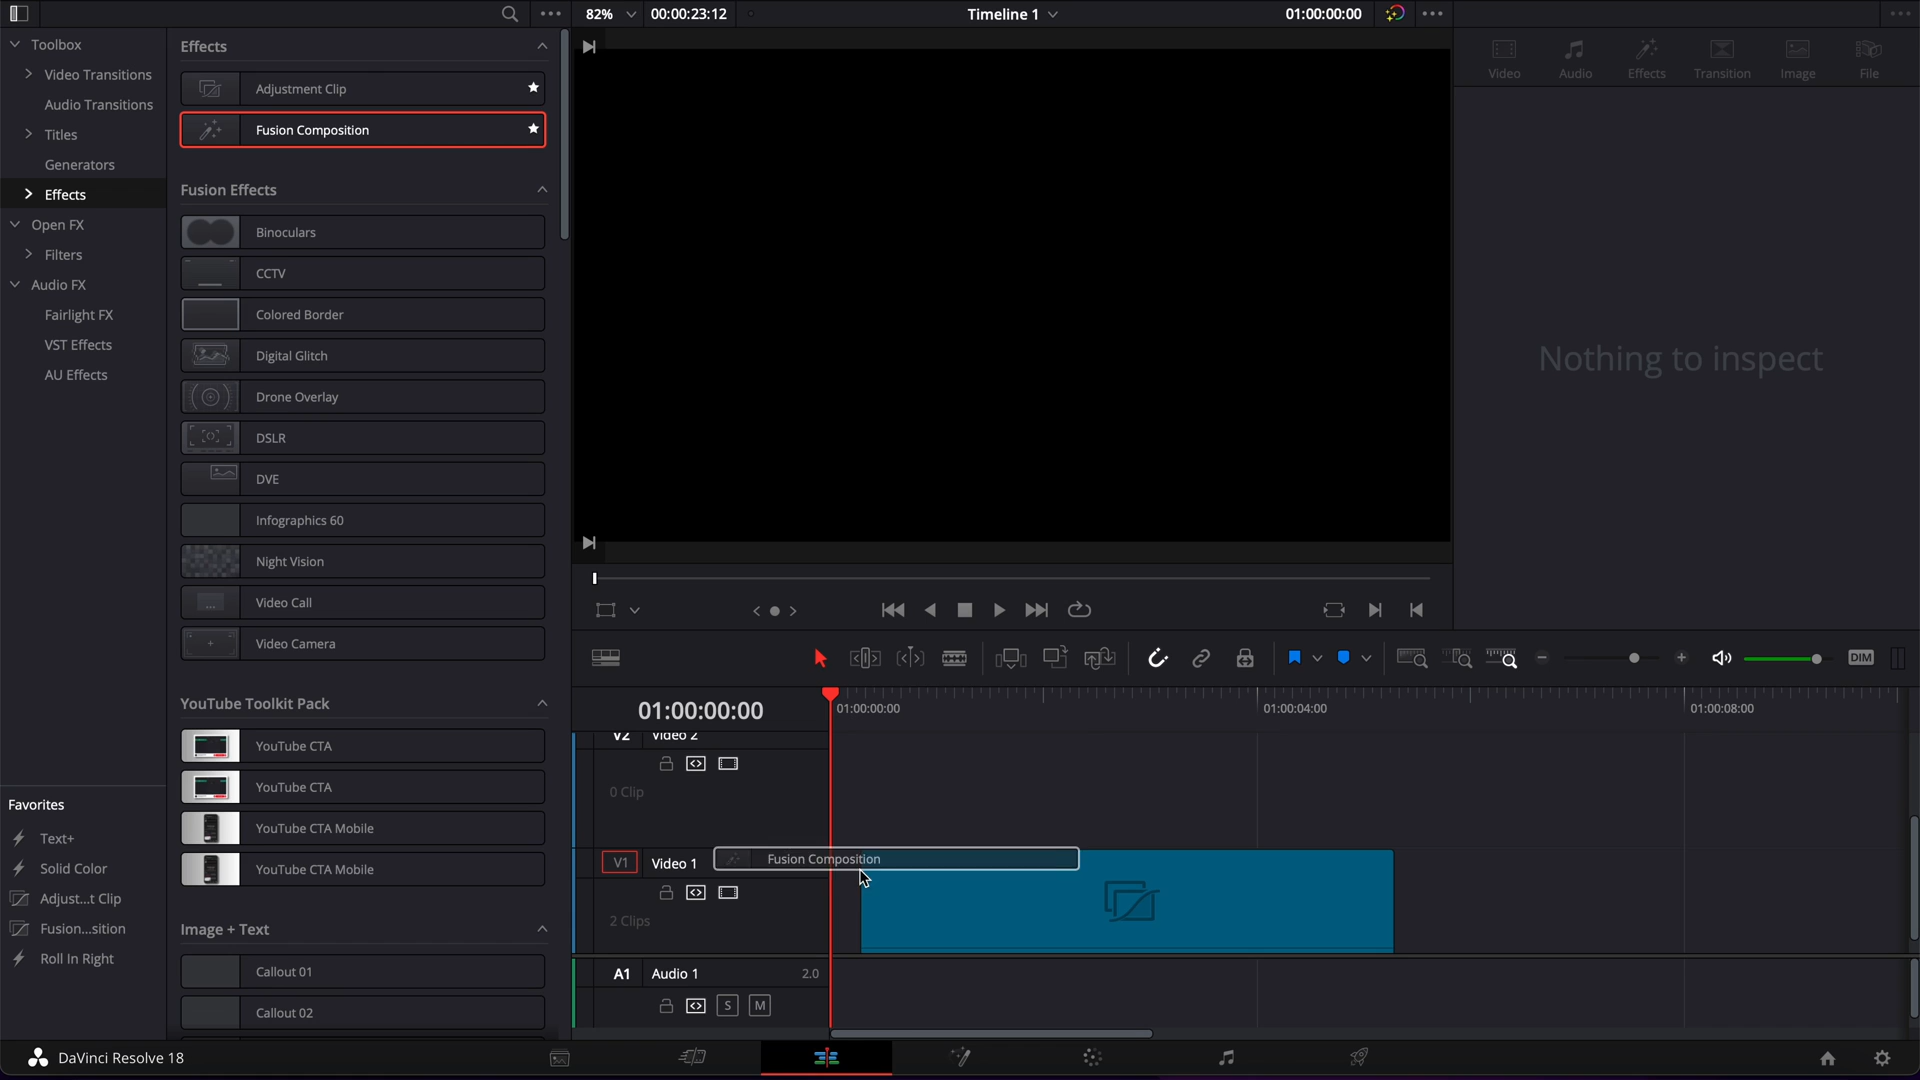 82%
00:00:23:12
Timeline 1
01:00:00:00
Toolbox
Video Transitions
Audio Transitions
Titles
Generators
Effects
Open FX
Filters
Audio FX
Fairlight FX
VST Effects
AU Effects
Favorites
Text+
Solid Color
Adjust...t Clip
Fusion...sition
Roll In Right
Effects
Adjustment Clip
Fusion Composition
Fusion Effects
Binoculars
CCTV
Colored Border
Digital Glitch
Drone Overlay
DSLR
DVE
Infographics 60
Night Vision
Video Call
Video Camera
YouTube Toolkit Pack
YouTube CTA
YouTube CTA
YouTube CTA Mobile
YouTube CTA Mobile
Image + Text
Callout 01
Callout 02
Video
Audio
Effects
Transition
Image
File
Nothing to inspect
DIM
01:00:00:00
01:00:00:00
01:00:04:00
01:00:08:00
V2 Video 2
0 Clip
V1 Video 1
Fusion Composition
2 Clips
A1 Audio 1 2.0
S M
DaVinci Resolve 18